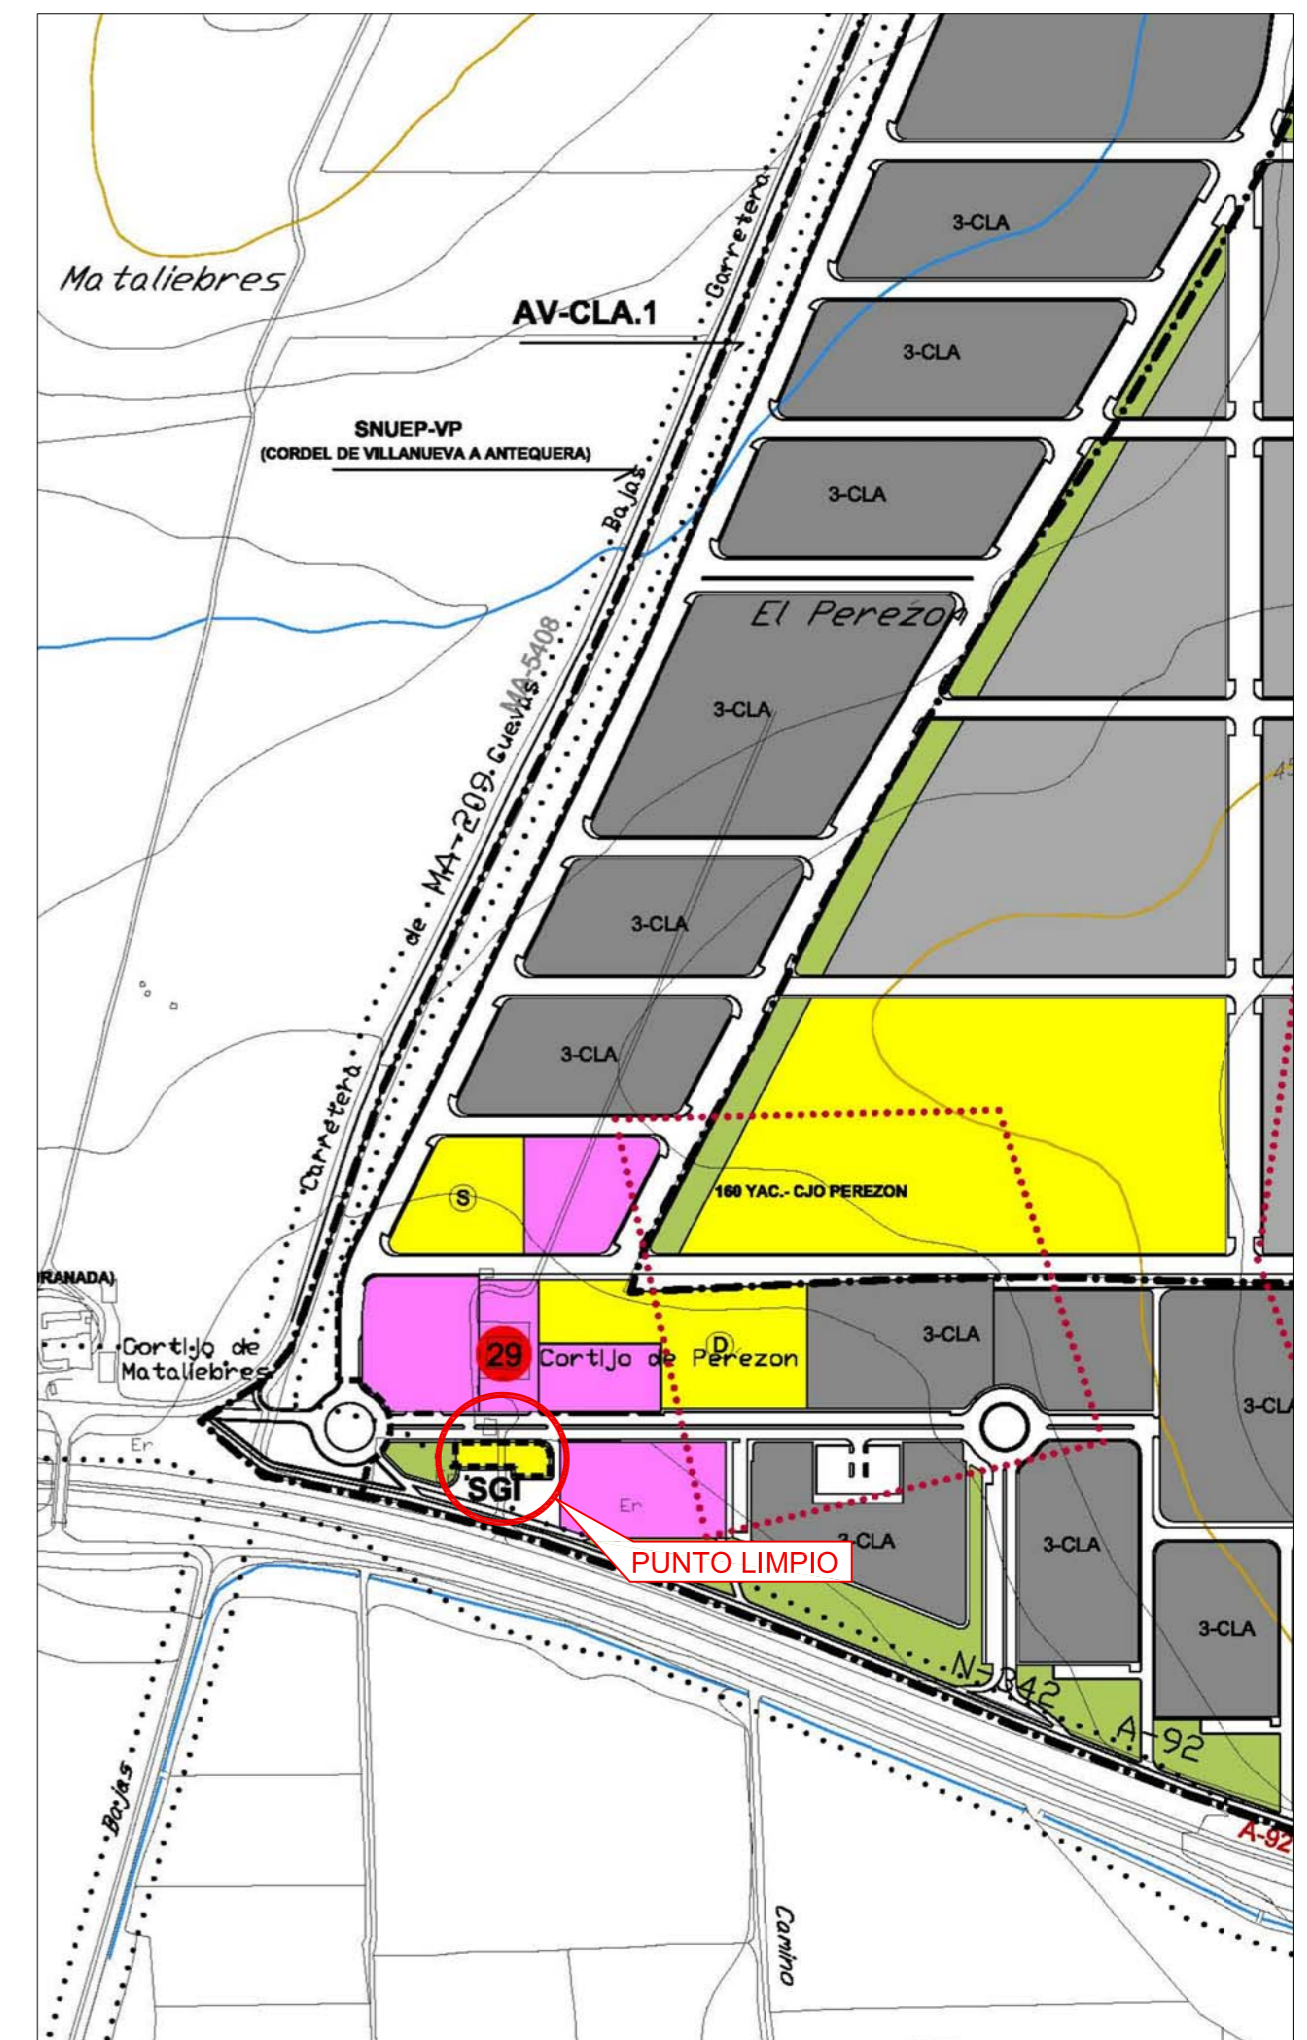 3-CLA
Carretera
Mataliebres
AV-CLA.1
3-CLA
SNUEP-VP
(CORDEL DE VILLANUEVA A ANTEQUERA)
Bajas
3-CLA
El Perezon
MA-5408
Cuevas
3-CLA
MA-209
de
3-CLA
3-CLA
Carretera
S
160 YAC.- CJO PEREZON
RANADA)
Cortijo de
Mataliebres
29
Cortijo de Perezon
D
3-CLA
3-CLA
Er
SGI
Er
3-CLA
3-CLA
PUNTO LIMPIO
3-CLA
N-342
A-92
A-92
Bajas
Camino